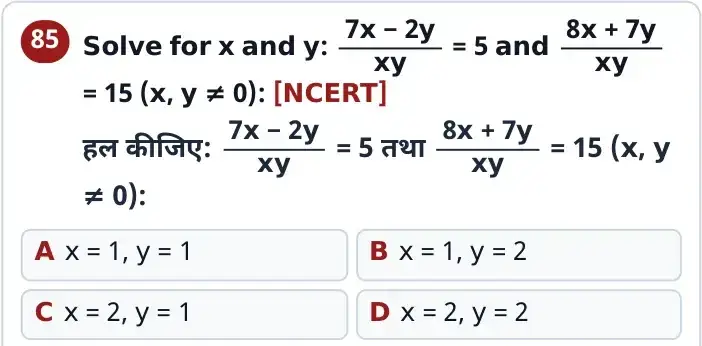 85 Solve for x and y: (7x − 2y)/(xy) = 5 and (8x + 7y)/(xy)
= 15 (x, y ≠ 0): [NCERT]
हल कीजिए: (7x − 2y)/(xy) = 5 तथा (8x + 7y)/(xy) = 15 (x, y
≠ 0):
A x = 1, y = 1 B x = 1, y = 2
C x = 2, y = 1 D x = 2, y = 2